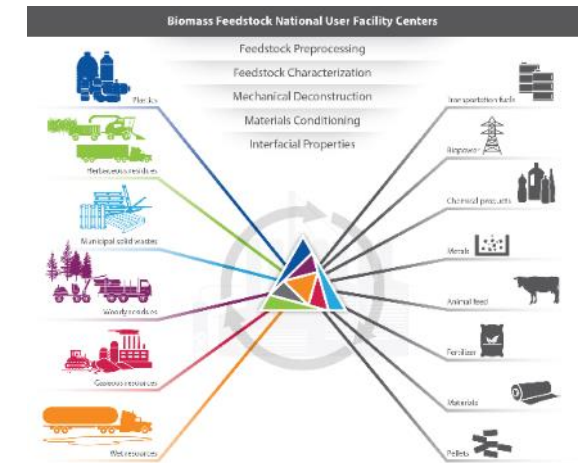 Biomass Feedstock National User Facility Centers
Feedstock Preprocessing
Feedstock Characterization
Mechanical Deconstruction
Materials Conditioning
Interfacial Properties
Plastics
Herbaceous residues
Municipal solid wastes
Woody residues
Gaseous resources
Wet resources
Transportation fuels
Biopower
Chemical products
Metals
Animal feed
Fertilizer
Materials
Pellets